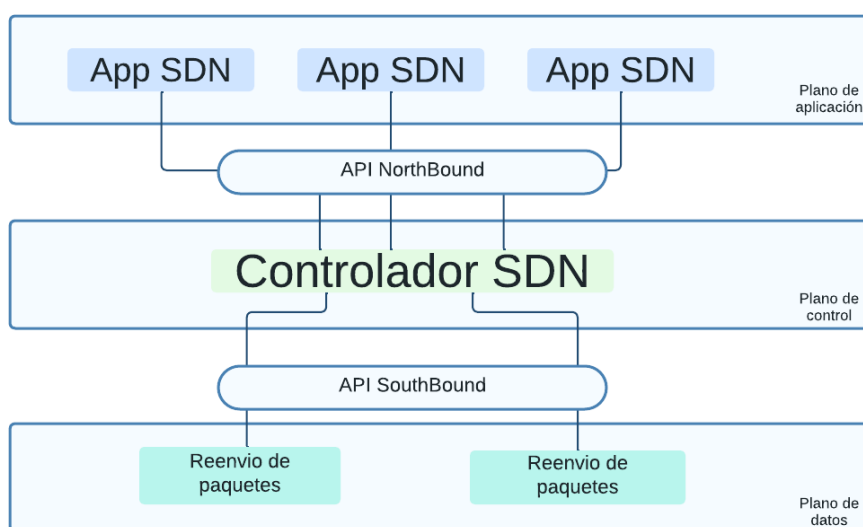 App SDN
App SDN
App SDN
Plano de
aplicación
API NorthBound
Controlador SDN
Plano de
control
API SouthBound
Reenvio de
paquetes
Reenvio de
paquetes
Plano de
datos